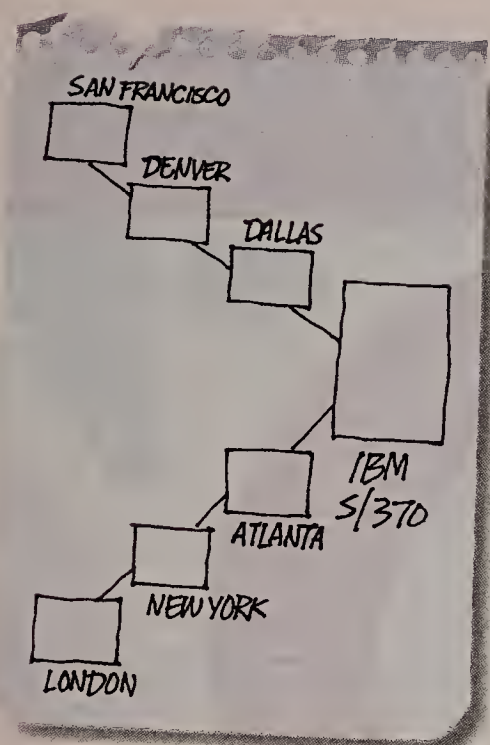 SAN FRANCISCO
DENVER
DALLAS
IBM
S/370
ATLANTA
NEW YORK
LONDON